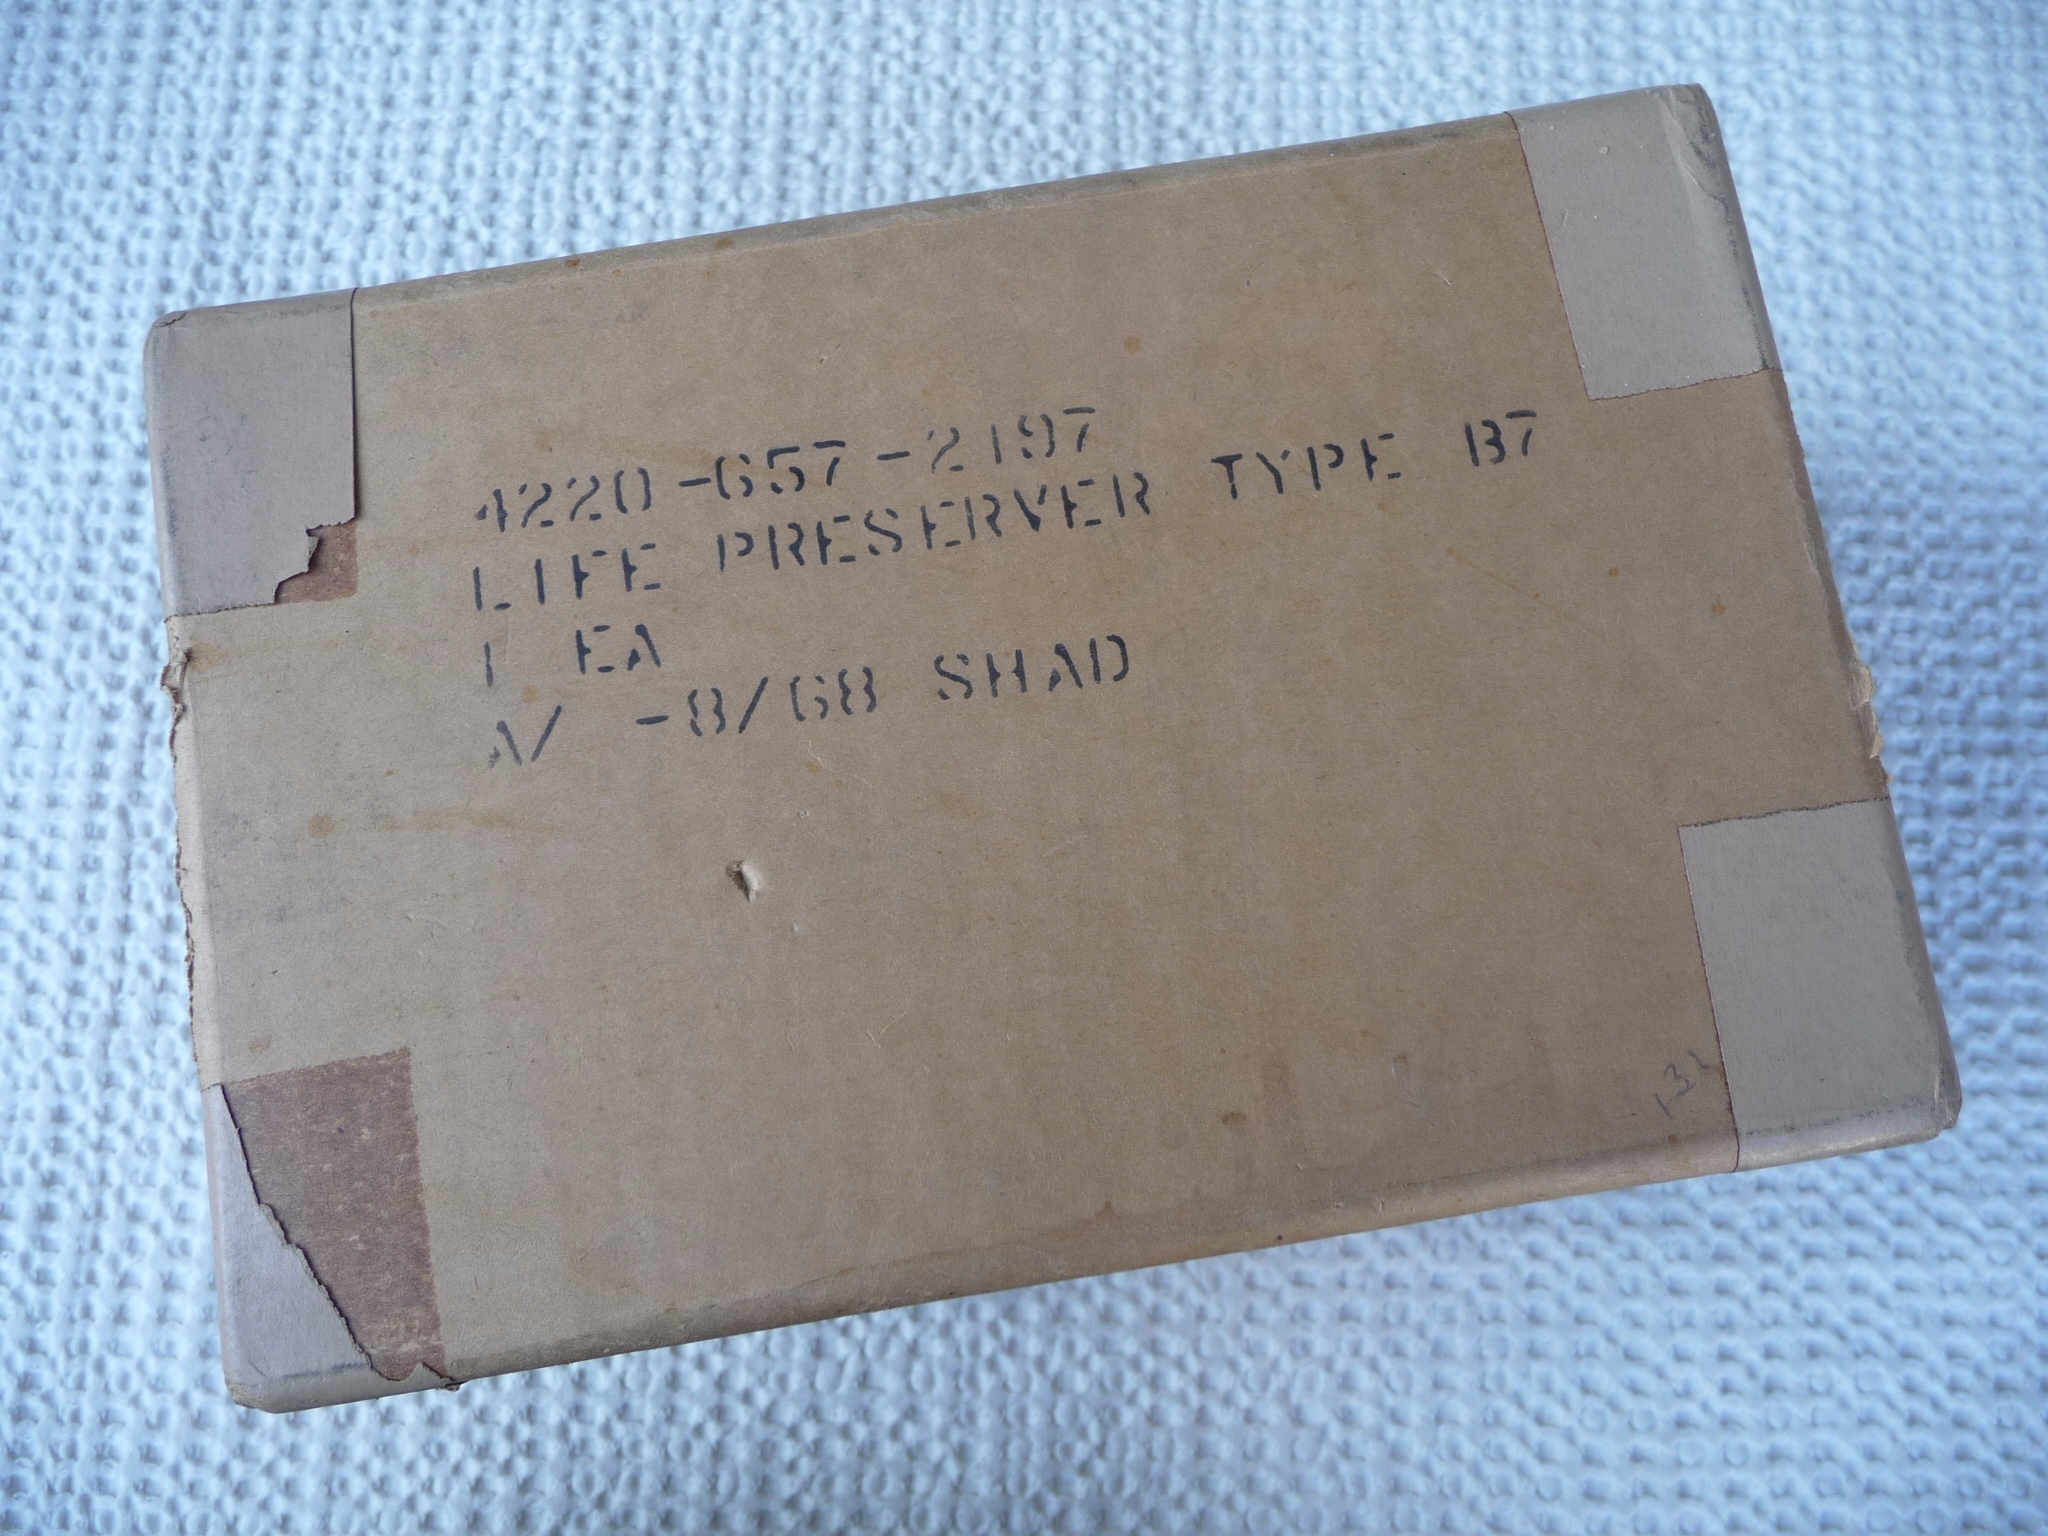 4220-657-2197
LIFE PRESERVER TYPE B7
1 EA
A/ -8/68 SHAD